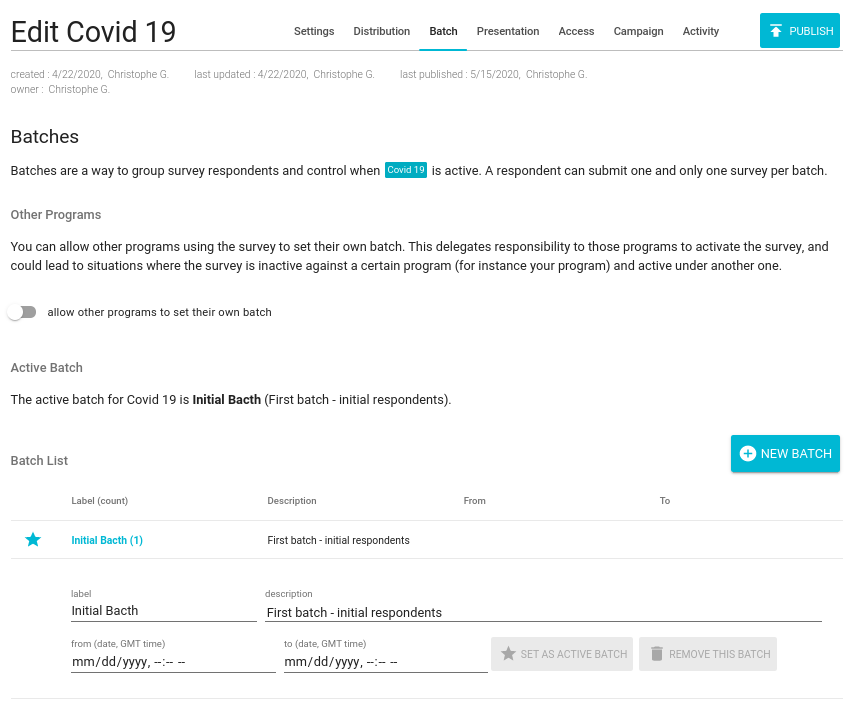 Edit Covid 19
Settings Distribution Batch Presentation Access Campaign Activity PUBLISH
created : 4/22/2020, Christophe G. last updated : 4/22/2020, Christophe G. last published : 5/15/2020, Christophe G.
owner : Christophe G.
Batches
Batches are a way to group survey respondents and control when Covid 19 is active. A respondent can submit one and only one survey per batch.
Other Programs
You can allow other programs using the survey to set their own batch. This delegates responsibility to those programs to activate the survey, and
could lead to situations where the survey is inactive against a certain program (for instance your program) and active under another one.
allow other programs to set their own batch
Active Batch
The active batch for Covid 19 is Initial Bacth (First batch - initial respondents).
Batch List
NEW BATCH
Label (count) Description From To
Initial Bacth (1) First batch - initial respondents
label description
Initial Bacth First batch - initial respondents
from (date, GMT time) to (date, GMT time)
mm/dd/yyyy, --:-- -- mm/dd/yyyy, --:-- -- SET AS ACTIVE BATCH REMOVE THIS BATCH